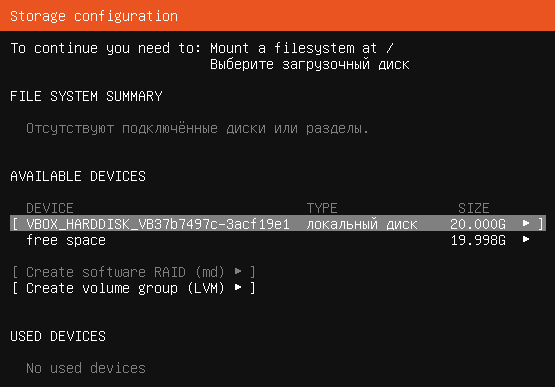 Storage configuration
To continue you need to: Mount a filesystem at /
Выберите загрузочный диск
FILE SYSTEM SUMMARY
Отсутствуют подключённые диски или разделы.
AVAILABLE DEVICES
DEVICE TYPE SIZE
[ VBOX_HARDDISK_VB37b7497c-3acf19e1 локальный диск 20.000G ▸ ]
free space 19.998G ▸
[ Create software RAID (md) ▸ ]
[ Create volume group (LVM) ▸ ]
USED DEVICES
No used devices